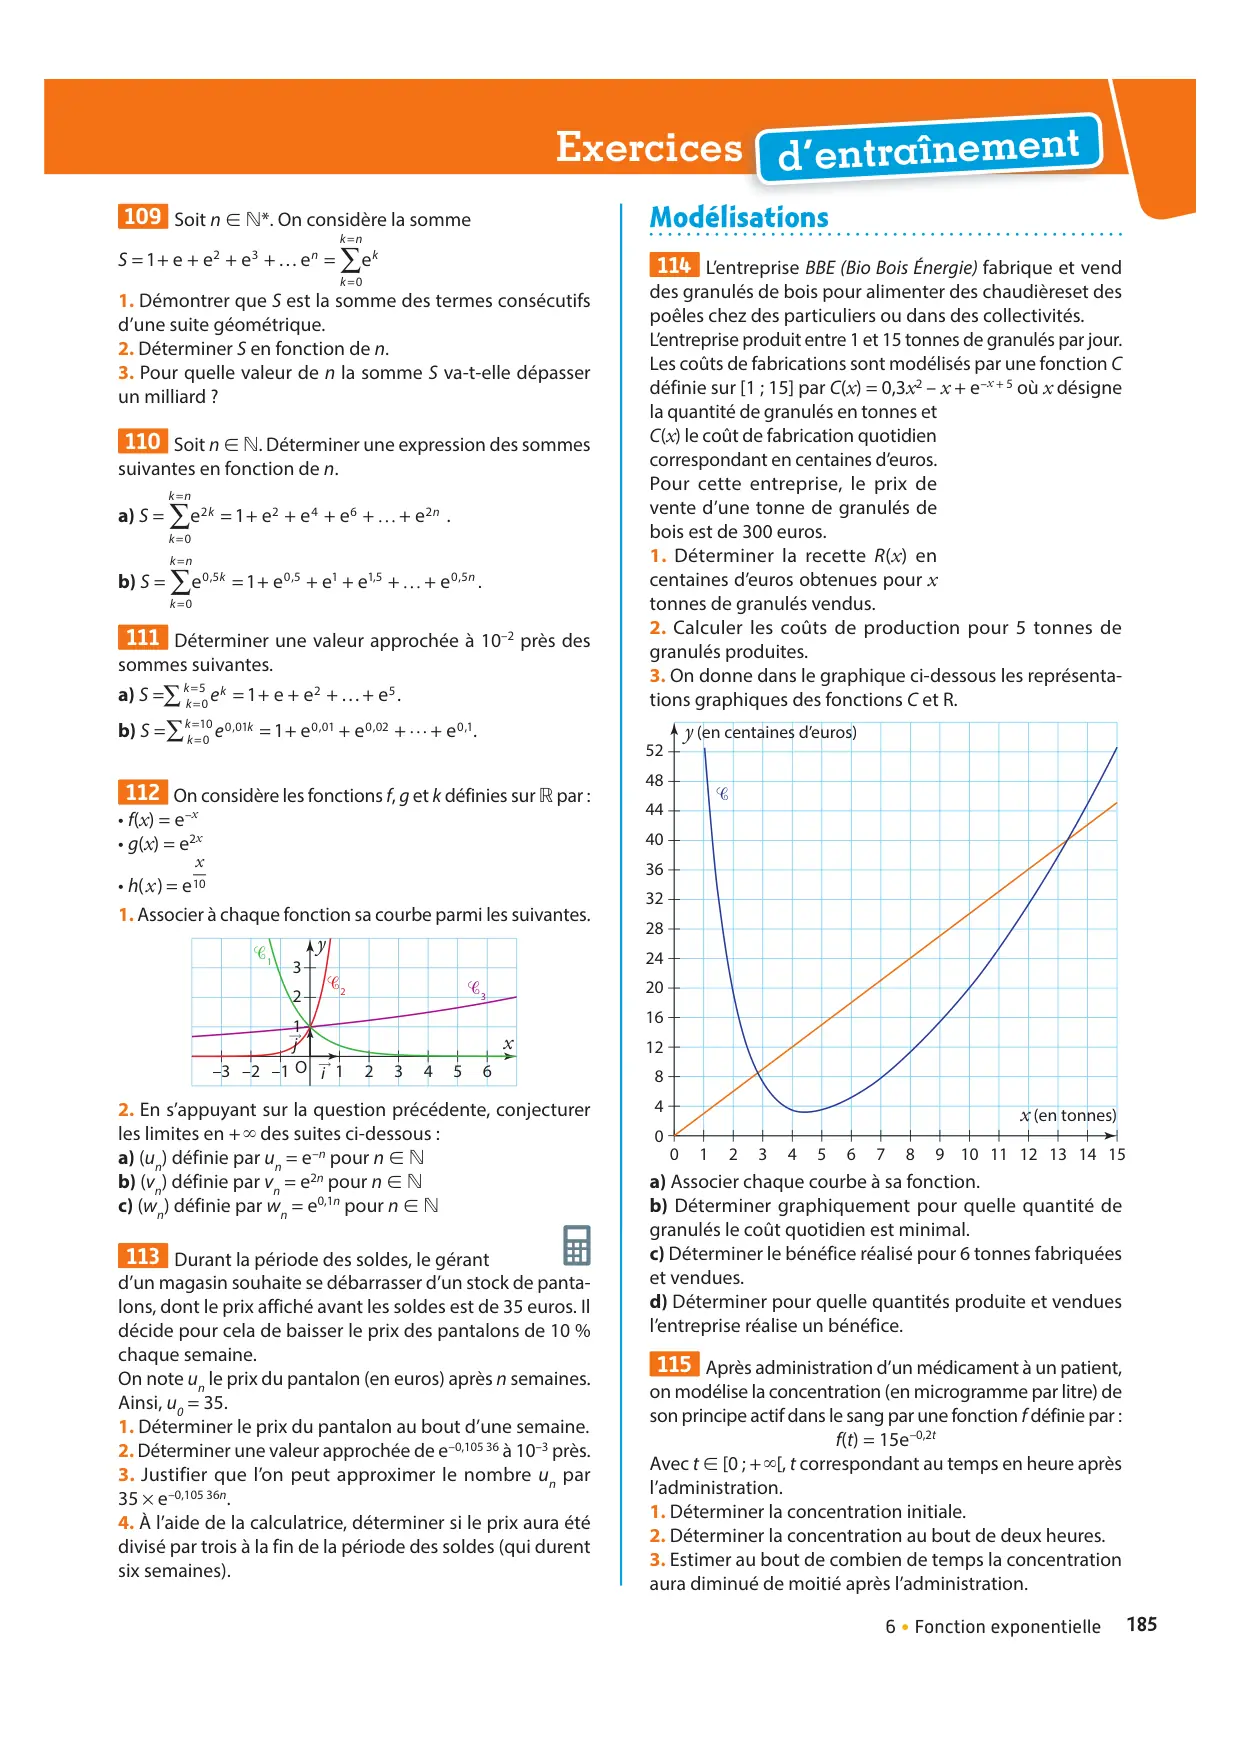 Exercices d'entraînement
109 Soit n ∈ ℕ*. On considère la somme
S = 1 + e + e² + e³ + … eⁿ = ∑_{k=0}^{k=n} e^k
1. Démontrer que S est la somme des termes consécutifs
d'une suite géométrique.
2. Déterminer S en fonction de n.
3. Pour quelle valeur de n la somme S va-t-elle dépasser
un milliard ?
110 Soit n ∈ ℕ. Déterminer une expression des sommes
suivantes en fonction de n.
a) S = ∑_{k=0}^{k=n} e^{2k} = 1 + e² + e⁴ + e⁶ + … + e^{2n} .
b) S = ∑_{k=0}^{k=n} e^{0,5k} = 1 + e^{0,5} + e¹ + e^{1,5} + … + e^{0,5n} .
111 Déterminer une valeur approchée à 10⁻² près des
sommes suivantes.
a) S = ∑_{k=0}^{k=5} e^k = 1 + e + e² + … + e⁵ .
b) S = ∑_{k=0}^{k=10} e^{0,01k} = 1 + e^{0,01} + e^{0,02} + ⋯ + e^{0,1}.
112 On considère les fonctions f, g et k définies sur ℝ par :
• f(x) = e^{–x}
• g(x) = e^{2x}
• h(x) = e^{x/10}
1. Associer à chaque fonction sa courbe parmi les suivantes.
𝒞₁ y
3
𝒞₂ 𝒞₃
2
1
j x
–3 –2 –1 O i 1 2 3 4 5 6
2. En s'appuyant sur la question précédente, conjecturer
les limites en +∞ des suites ci-dessous :
a) (uₙ) définie par uₙ = e^{–n} pour n ∈ ℕ
b) (vₙ) définie par vₙ = e^{2n} pour n ∈ ℕ
c) (wₙ) définie par wₙ = e^{0,1n} pour n ∈ ℕ
113 Durant la période des soldes, le gérant
d'un magasin souhaite se débarrasser d'un stock de panta-
lons, dont le prix affiché avant les soldes est de 35 euros. Il
décide pour cela de baisser le prix des pantalons de 10 %
chaque semaine.
On note uₙ le prix du pantalon (en euros) après n semaines.
Ainsi, u₀ = 35.
1. Déterminer le prix du pantalon au bout d'une semaine.
2. Déterminer une valeur approchée de e^{–0,105 36} à 10⁻³ près.
3. Justifier que l'on peut approximer le nombre uₙ par
35 × e^{–0,105 36n}.
4. À l'aide de la calculatrice, déterminer si le prix aura été
divisé par trois à la fin de la période des soldes (qui durent
six semaines).
Modélisations
114 L'entreprise BBE (Bio Bois Énergie) fabrique et vend
des granulés de bois pour alimenter des chaudièreset des
poêles chez des particuliers ou dans des collectivités.
L'entreprise produit entre 1 et 15 tonnes de granulés par jour.
Les coûts de fabrications sont modélisés par une fonction C
définie sur [1 ; 15] par C(x) = 0,3x² – x + e^{–x + 5} où x désigne
la quantité de granulés en tonnes et
C(x) le coût de fabrication quotidien
correspondant en centaines d'euros.
Pour cette entreprise, le prix de
vente d'une tonne de granulés de
bois est de 300 euros.
1. Déterminer la recette R(x) en
centaines d'euros obtenues pour x
tonnes de granulés vendus.
2. Calculer les coûts de production pour 5 tonnes de
granulés produites.
3. On donne dans le graphique ci-dessous les représenta-
tions graphiques des fonctions C et R.
y (en centaines d'euros)
52
48
𝒞
44
40
36
32
28
24
20
16
12
8
4
x (en tonnes)
0
0 1 2 3 4 5 6 7 8 9 10 11 12 13 14 15
a) Associer chaque courbe à sa fonction.
b) Déterminer graphiquement pour quelle quantité de
granulés le coût quotidien est minimal.
c) Déterminer le bénéfice réalisé pour 6 tonnes fabriquées
et vendues.
d) Déterminer pour quelle quantités produite et vendues
l'entreprise réalise un bénéfice.
115 Après administration d'un médicament à un patient,
on modélise la concentration (en microgramme par litre) de
son principe actif dans le sang par une fonction f définie par :
f(t) = 15e^{–0,2t}
Avec t ∈ [0 ; +∞[, t correspondant au temps en heure après
l'administration.
1. Déterminer la concentration initiale.
2. Déterminer la concentration au bout de deux heures.
3. Estimer au bout de combien de temps la concentration
aura diminué de moitié après l'administration.
6 • Fonction exponentielle 185